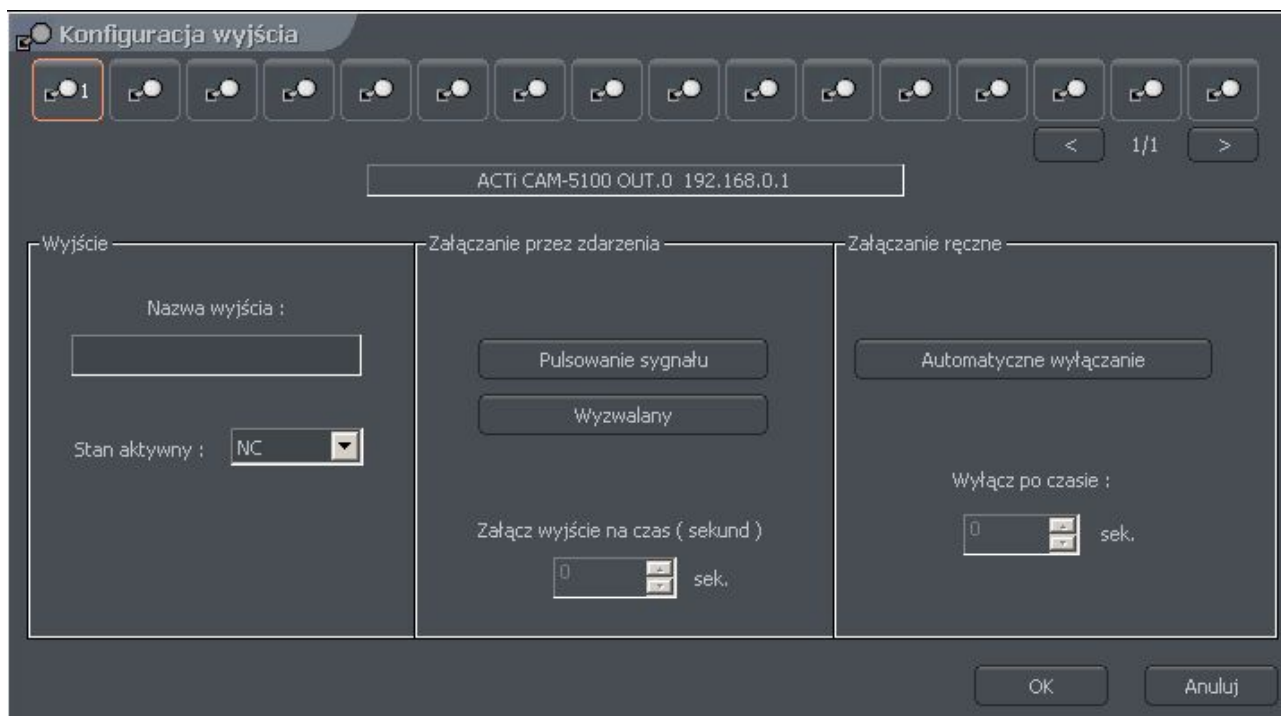 Konfiguracja wyjścia
1
< 1/1 >
ACTi CAM-5100 OUT.0 192.168.0.1
Wyjście
Nazwa wyjścia :
Stan aktywny : NC
Załączanie przez zdarzenia
Pulsowanie sygnału
Wyzwalany
Załącz wyjście na czas ( sekund )
0 sek.
Załączanie ręczne
Automatyczne wyłączanie
Wyłącz po czasie :
0 sek.
OK Anuluj